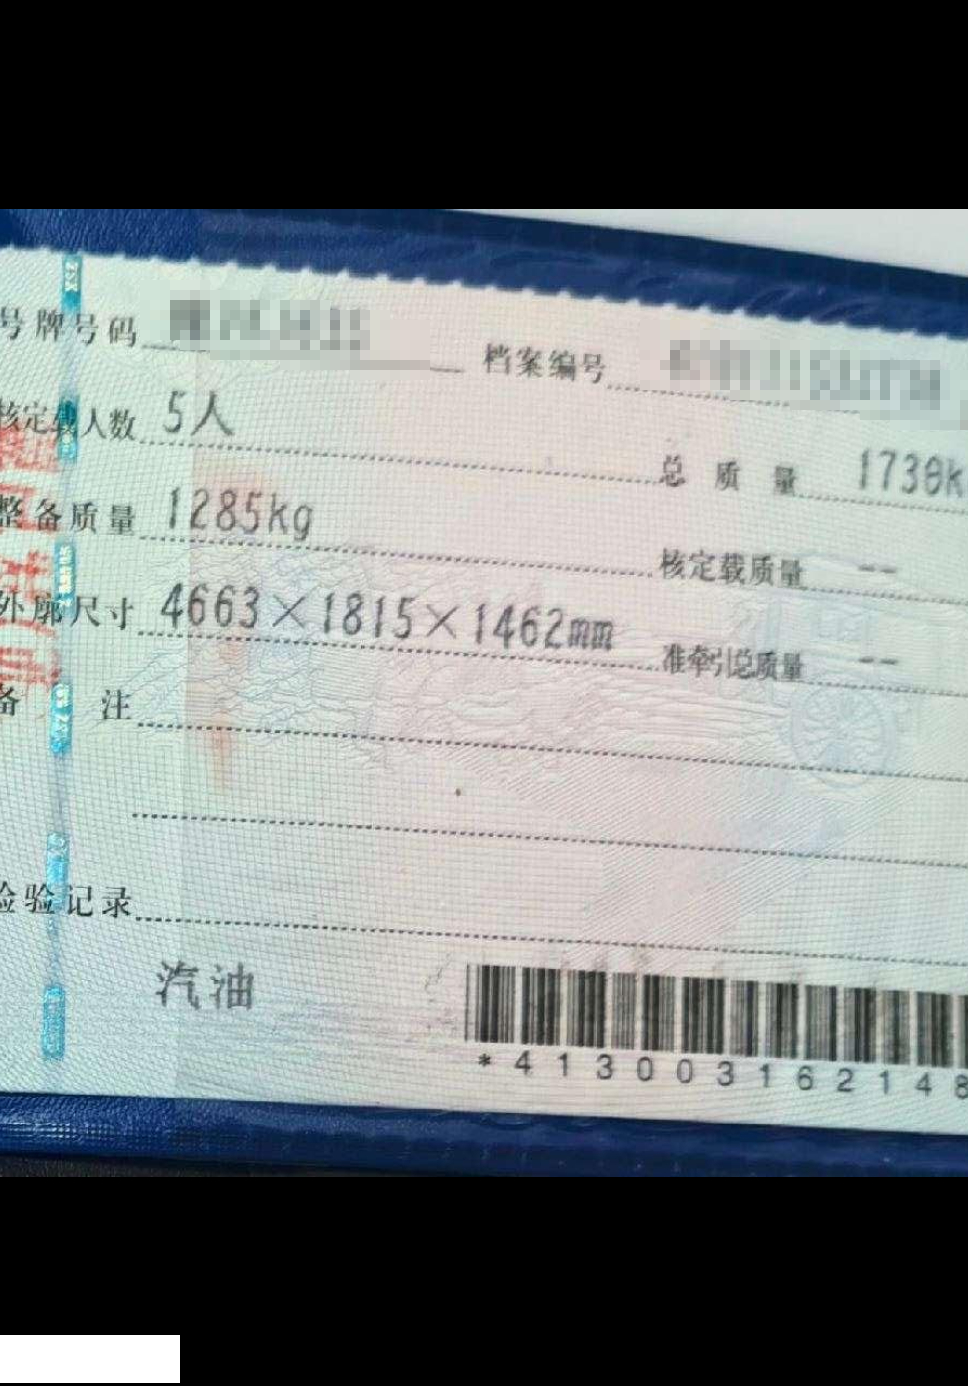 号牌号码
档案编号
核定载人数 5人
总质量 1738k
整备质量 1285kg
核定载质量 --
外廓尺寸 4663×1815×1462mm
准牵引总质量 --
备注
检验记录
汽油
*413003162148